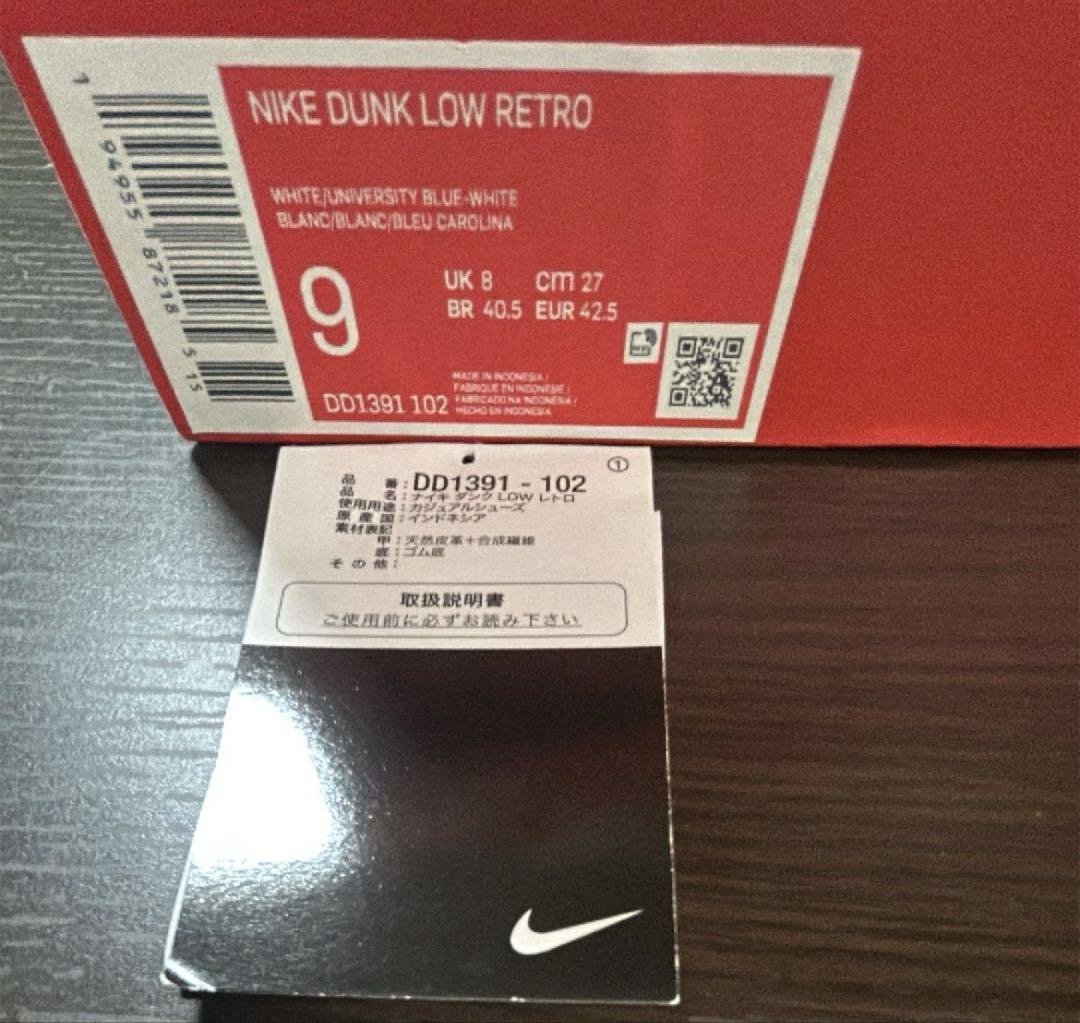 NIKE DUNK LOW RETRO
WHITE/UNIVERSITY BLUE-WHITE
BLANC/BLANC/BLEU CAROLINA
9
UK 8 cm 27
BR 40.5 EUR 42.5
MADE IN INDONESIA /
FABRIQUE EN INDONESIE /
FABRICADO NA INDONESIA /
HECHO EN INDONESIA
DD1391 102
1 94955 87218 5 15
①
品 番 : DD1391 - 102
品 名 : ナイキ ダンク LOW レトロ
使用用途 : カジュアルシューズ
原 産 国 : インドネシア
素材表記
甲 : 天然皮革+合成繊維
底 : ゴム底
そ の 他 :
取扱説明書
ご使用前に必ずお読み下さい